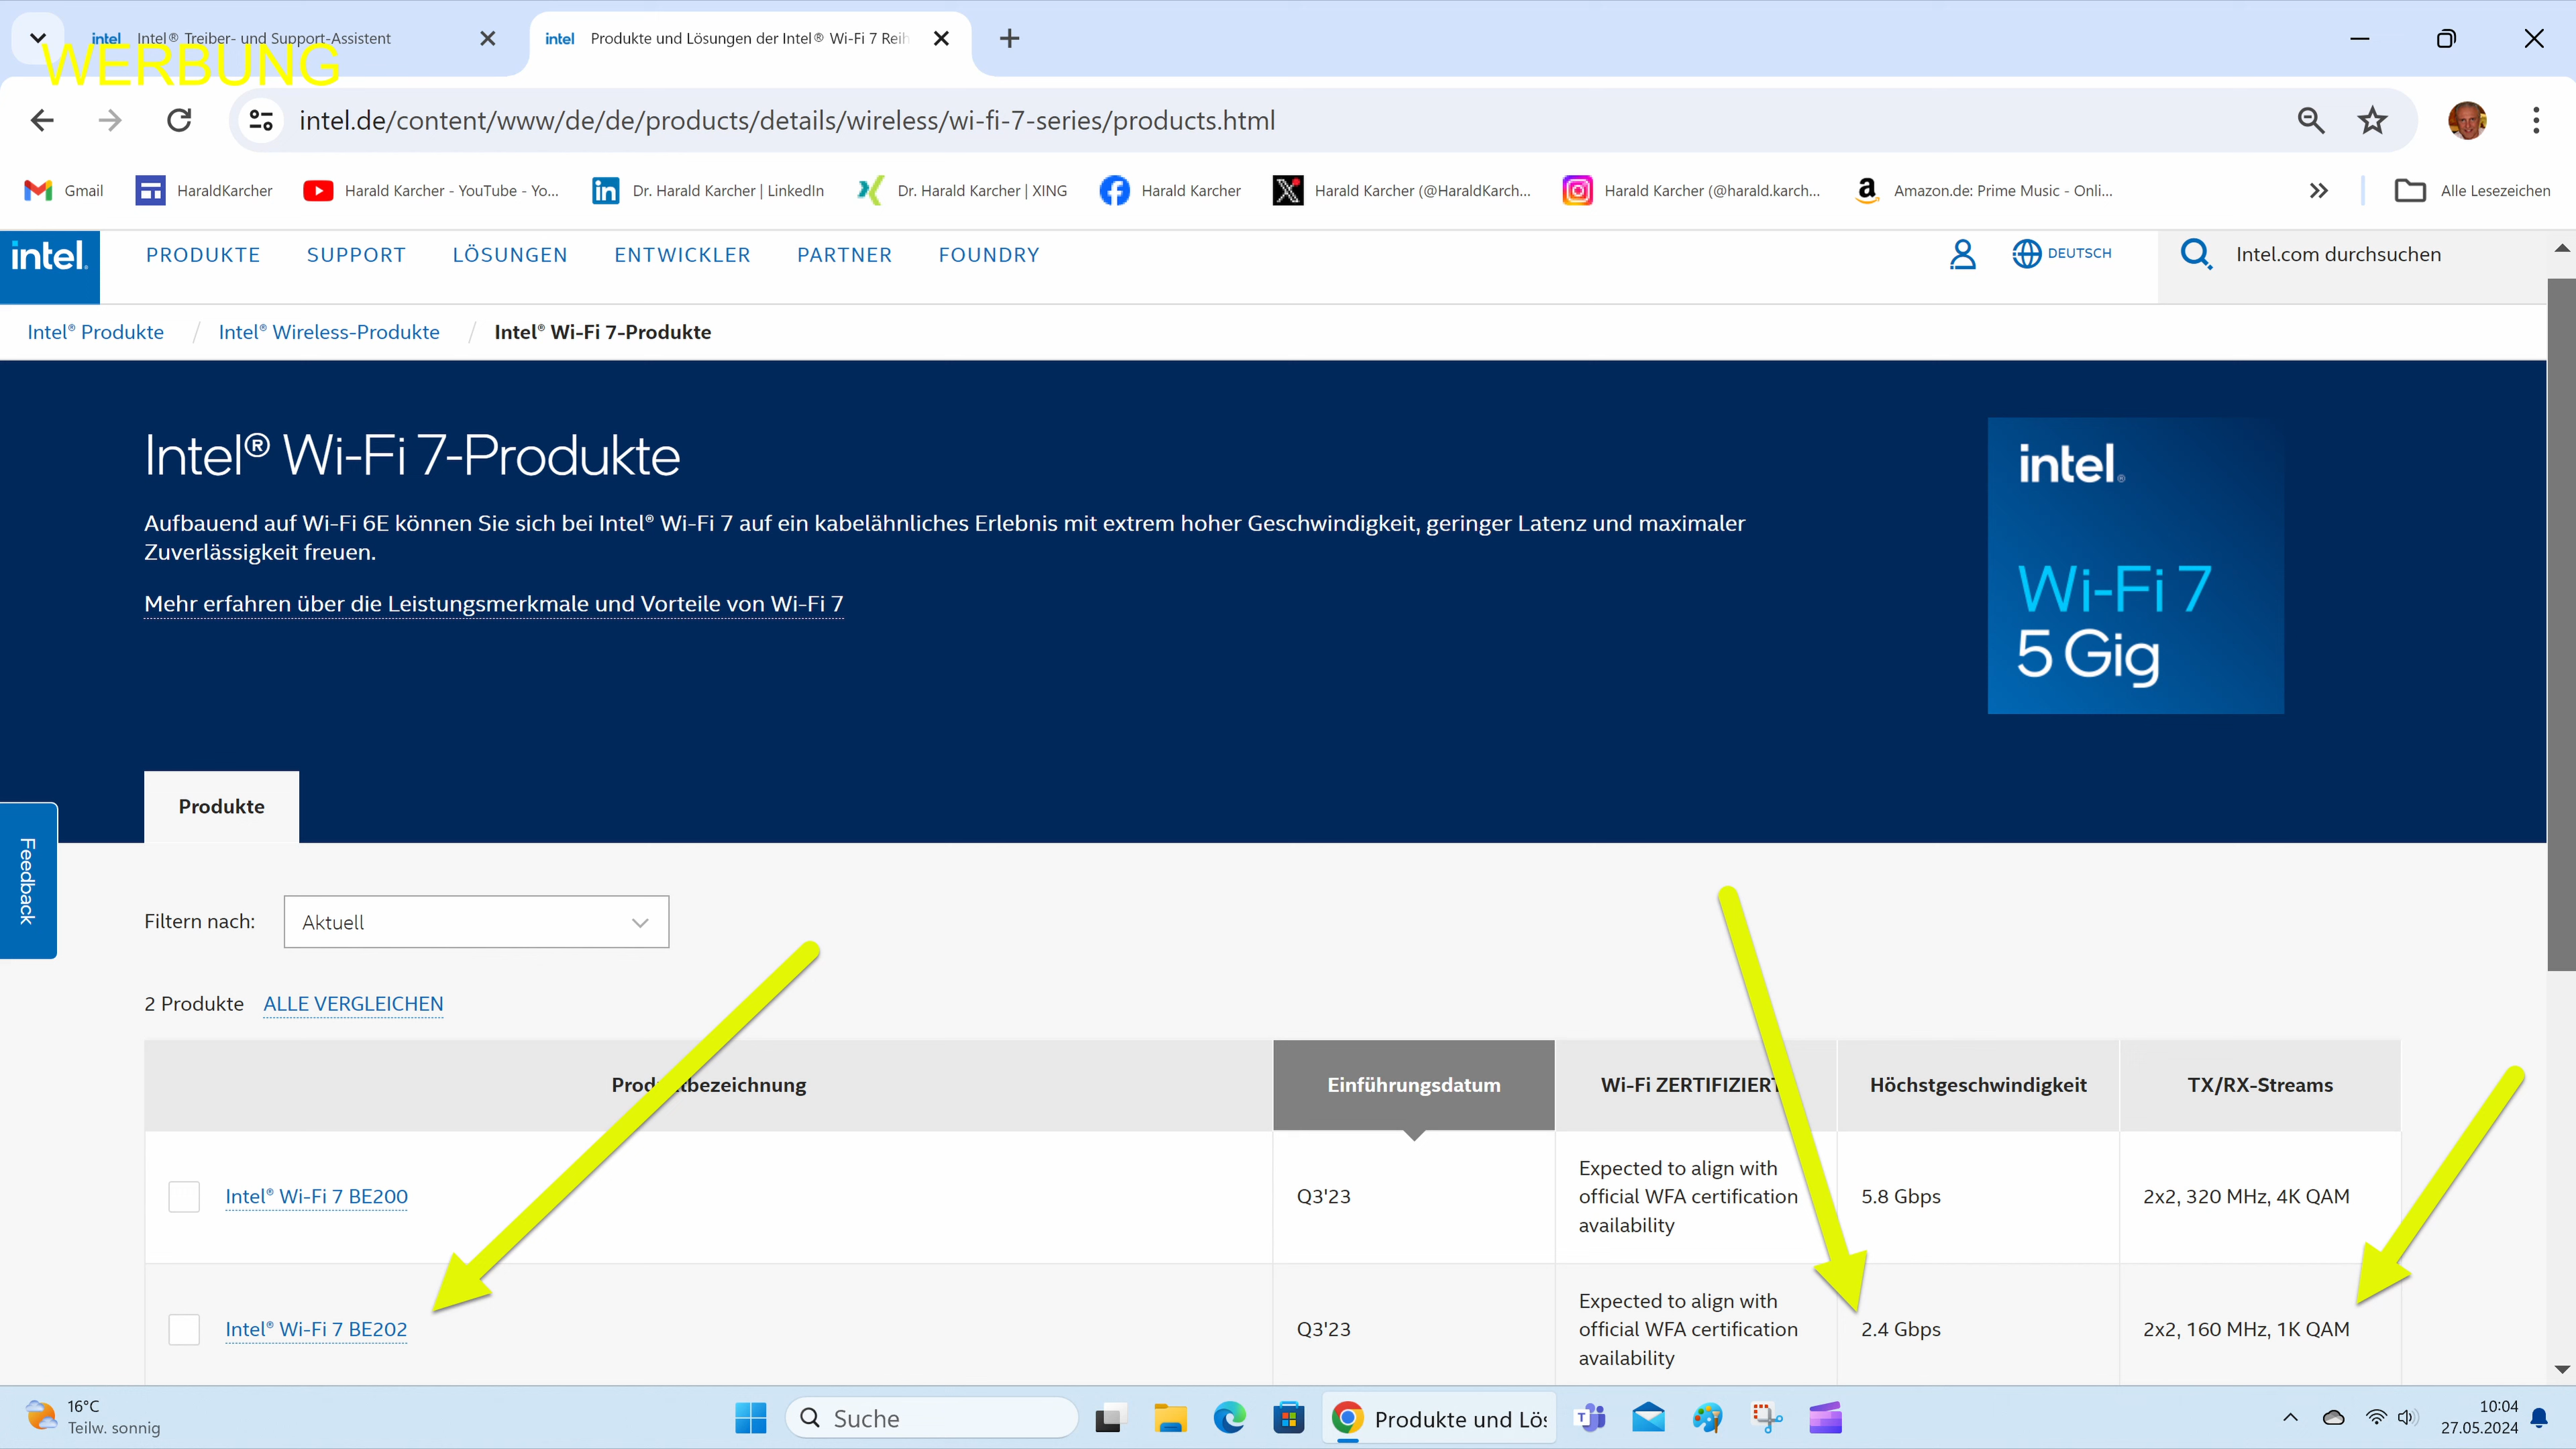 intel Intel® Treiber- und Support-Assistent
intel Produkte und Lösungen der Intel® Wi-Fi 7 Reih
WERBUNG
intel.de/content/www/de/de/products/details/wireless/wi-fi-7-series/products.html
Gmail HaraldKarcher Harald Karcher - YouTube - Yo... Dr. Harald Karcher | LinkedIn Dr. Harald Karcher | XING Harald Karcher Harald Karcher (@HaraldKarch... Harald Karcher (@harald.karch... Amazon.de: Prime Music - Onli... Alle Lesezeichen
intel. PRODUKTE SUPPORT LÖSUNGEN ENTWICKLER PARTNER FOUNDRY DEUTSCH Intel.com durchsuchen
Intel® Produkte / Intel® Wireless-Produkte / Intel® Wi-Fi 7-Produkte
Intel® Wi-Fi 7-Produkte
Aufbauend auf Wi-Fi 6E können Sie sich bei Intel® Wi-Fi 7 auf ein kabelähnliches Erlebnis mit extrem hoher Geschwindigkeit, geringer Latenz und maximaler
Zuverlässigkeit freuen.
Mehr erfahren über die Leistungsmerkmale und Vorteile von Wi-Fi 7
intel.
Wi-Fi 7
5 Gig
Produkte
Feedback
Filtern nach: Aktuell
2 Produkte ALLE VERGLEICHEN
Produktbezeichnung Einführungsdatum Wi-Fi ZERTIFIZIERT Höchstgeschwindigkeit TX/RX-Streams
Intel® Wi-Fi 7 BE200 Q3'23 Expected to align with
official WFA certification
availability 5.8 Gbps 2x2, 320 MHz, 4K QAM
Intel® Wi-Fi 7 BE202 Q3'23 Expected to align with
official WFA certification
availability 2.4 Gbps 2x2, 160 MHz, 1K QAM
16°C
Teilw. sonnig
Suche
Produkte und Lös
10:04
27.05.2024